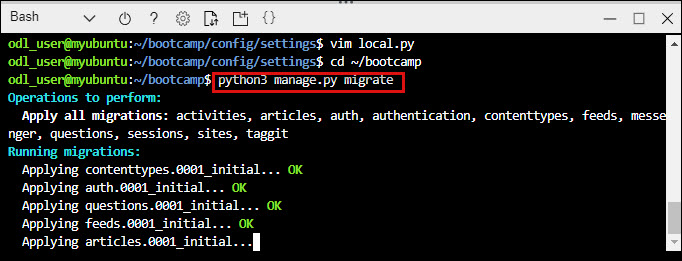 Bash
odl_user@myubuntu:~/bootcamp/config/settings$ vim local.py
odl_user@myubuntu:~/bootcamp/config/settings$ cd ~/bootcamp
odl_user@myubuntu:~/bootcamp$ python3 manage.py migrate
Operations to perform:
  Apply all migrations: activities, articles, auth, authentication, contenttypes, feeds, messe
nger, questions, sessions, sites, taggit
Running migrations:
  Applying contenttypes.0001_initial... OK
  Applying auth.0001_initial... OK
  Applying questions.0001_initial... OK
  Applying feeds.0001_initial... OK
  Applying articles.0001_initial...